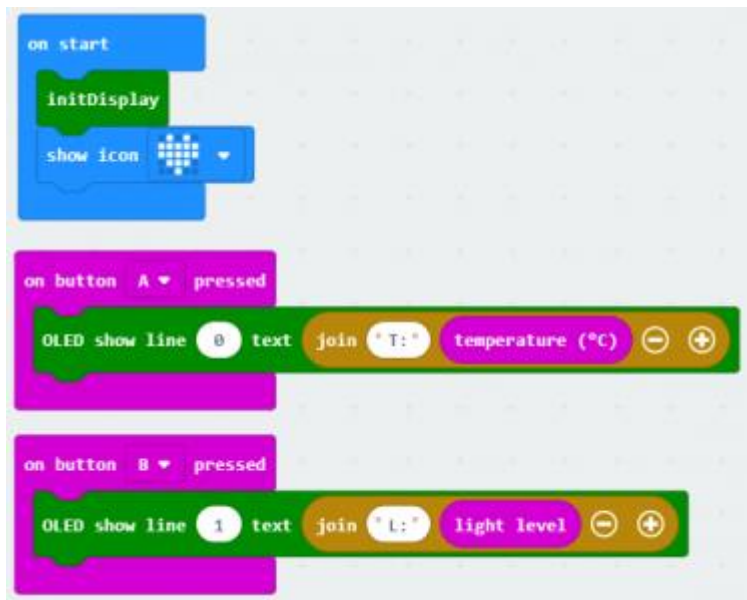 on start
initDisplay
show icon
on button A pressed
OLED show line 0 text join "T:" temperature (°C)
on button B pressed
OLED show line 1 text join "L:" light level